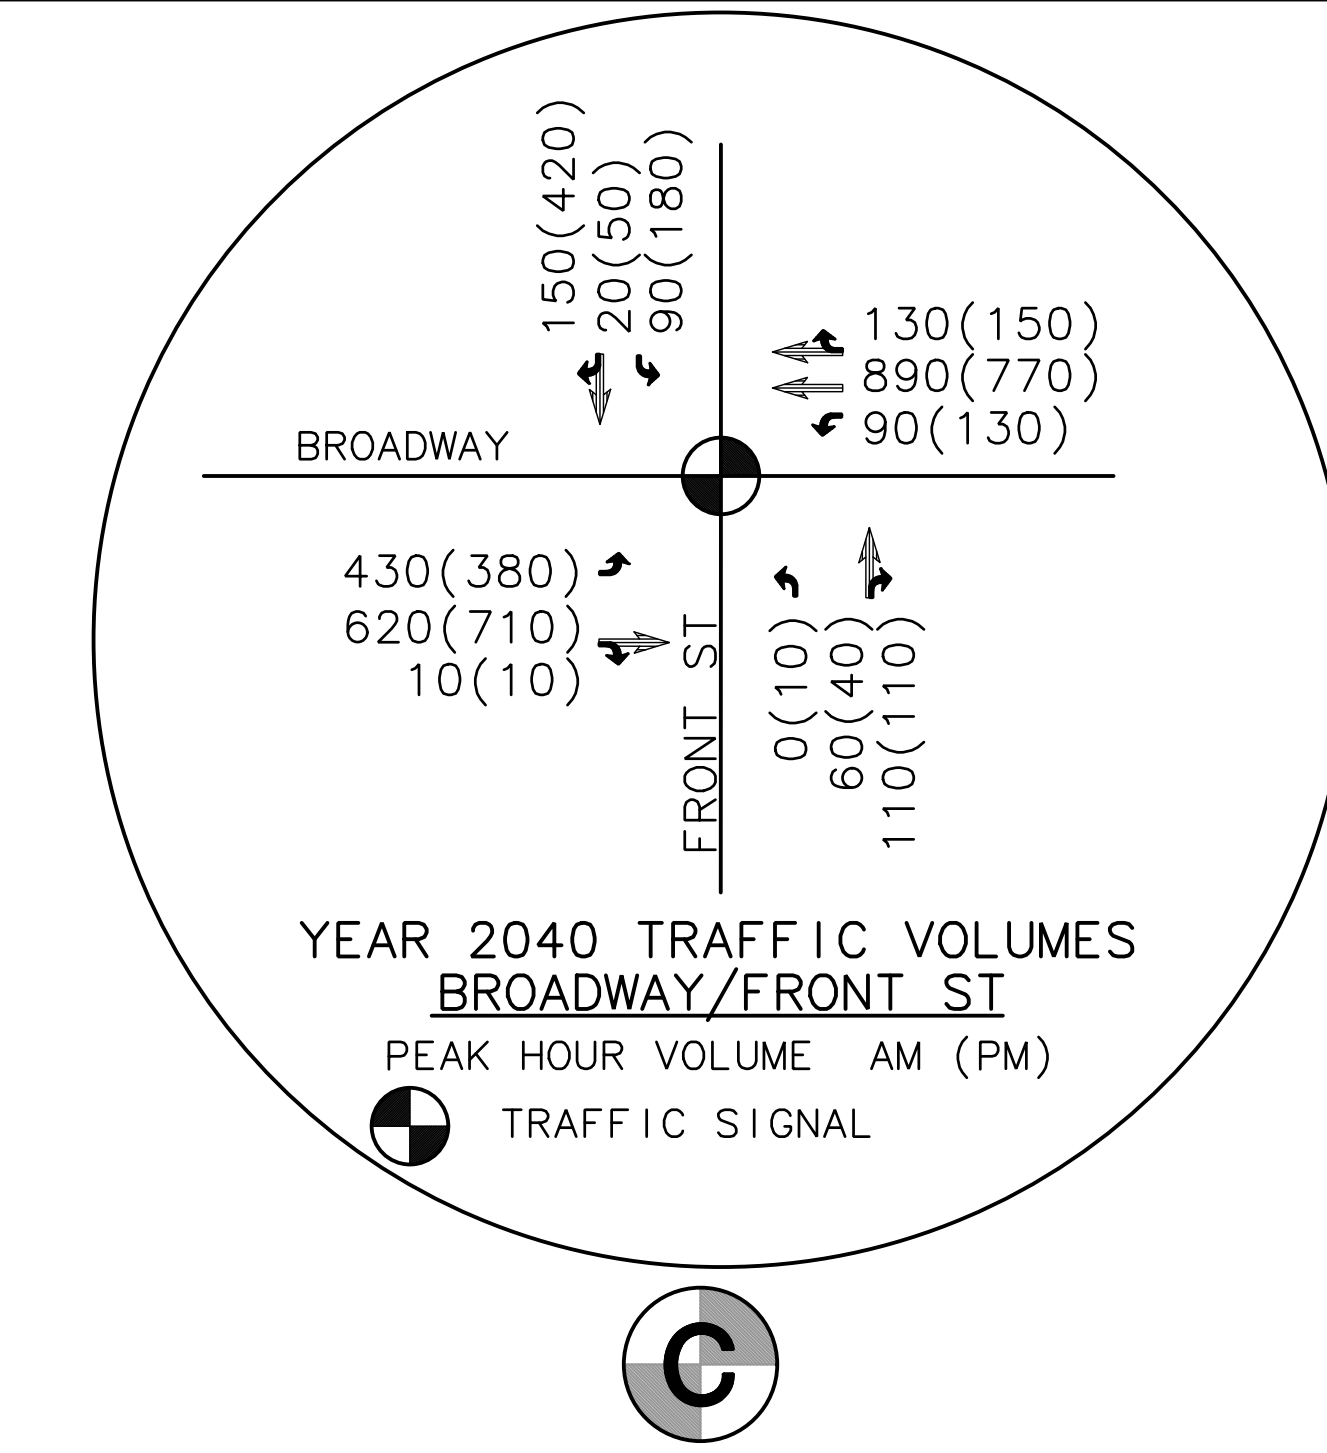 150(420)
20(50)
90(180)
130(150)
890(770)
90(130)
BROADWAY
430(380)
620(710)
10(10)
FRONT ST
0(10)
60(40)
110(110)
YEAR 2040 TRAFFIC VOLUMES
BROADWAY/FRONT ST
PEAK HOUR VOLUME AM (PM)
TRAFFIC SIGNAL
C